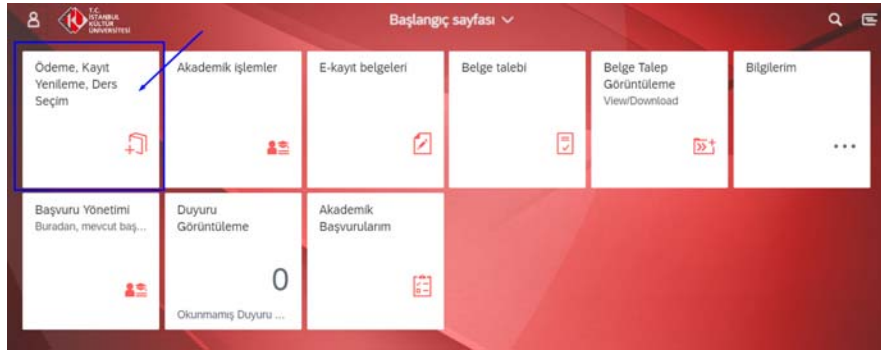 T.C.
İSTANBUL
KÜLTÜR
ÜNİVERSİTESİ
Başlangıç sayfası
Ödeme, Kayıt
Yenileme, Ders
Seçim
Akademik işlemler
E-kayıt belgeleri
Belge talebi
Belge Talep
Görüntüleme
View/Download
Bilgilerim
Başvuru Yönetimi
Buradan, mevcut baş...
Duyuru
Görüntüleme
0
Okunmamış Duyuru ...
Akademik
Başvurularım